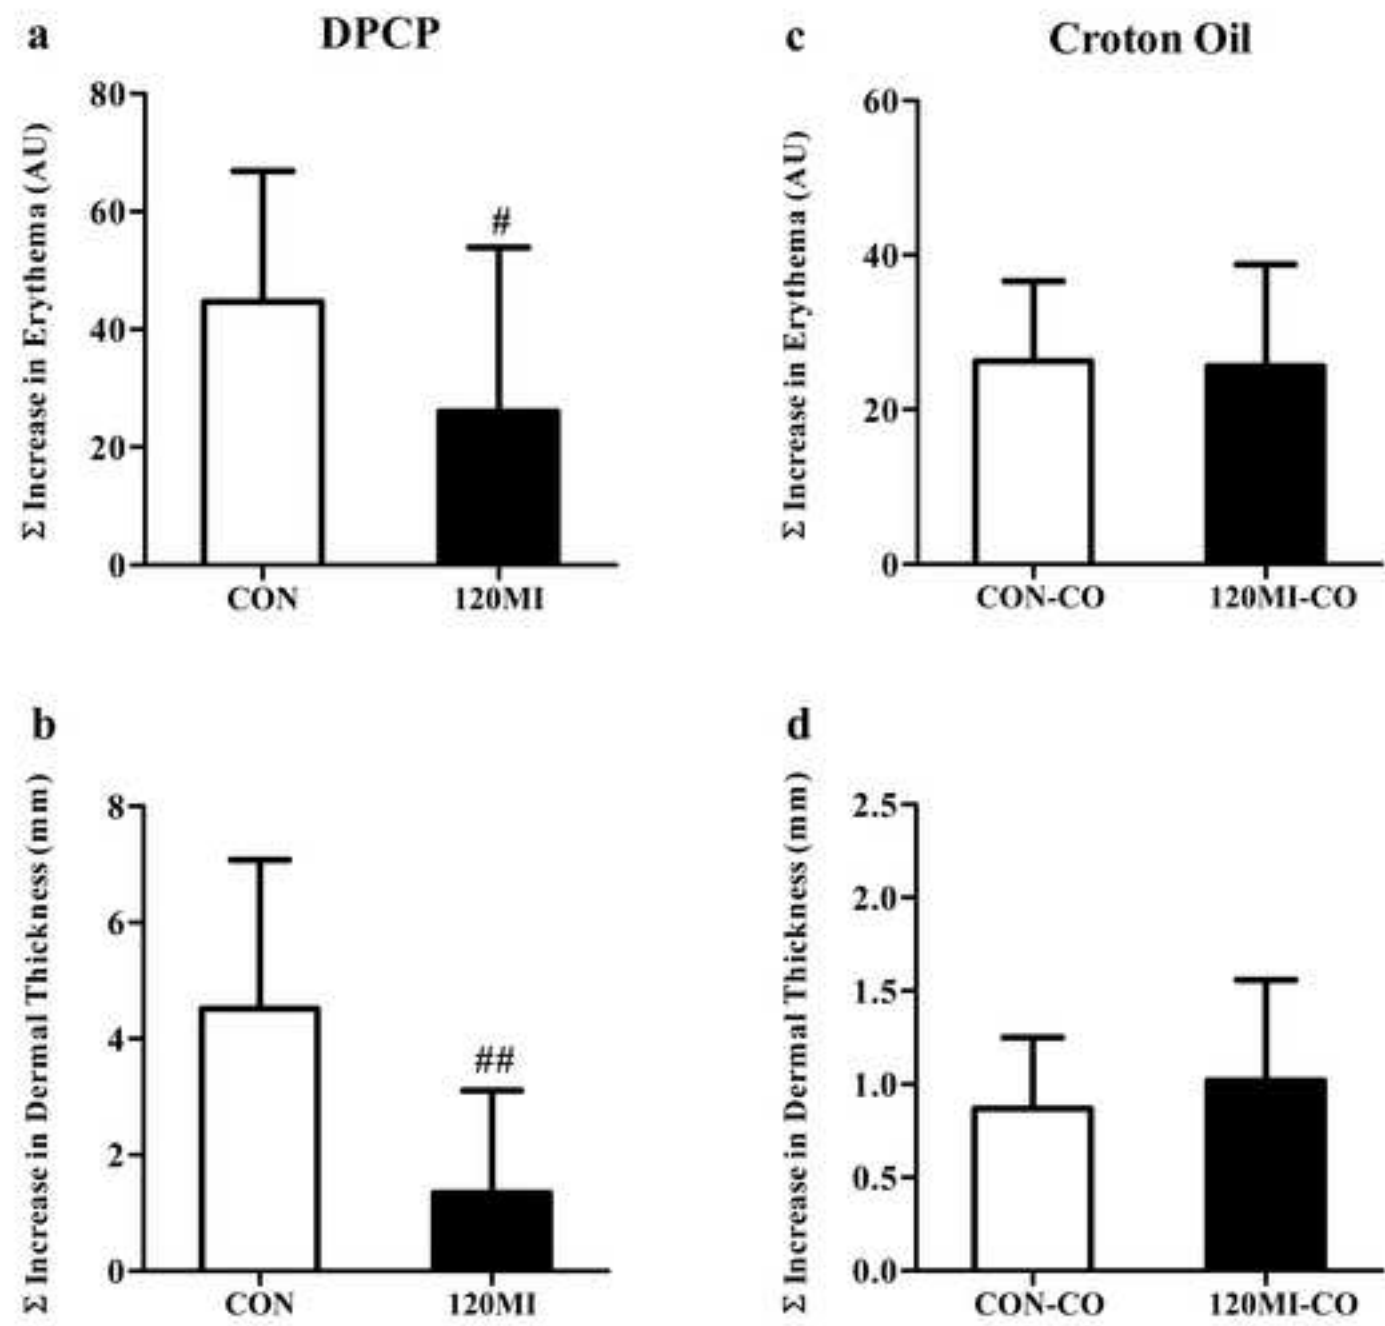 a
DPCP
Σ Increase in Erythema (AU)
80
60
40
20
0
#
CON
120MI
c
Croton Oil
Σ Increase in Erythema (AU)
60
40
20
0
CON-CO
120MI-CO
b
Σ Increase in Dermal Thickness (mm)
8
6
4
2
0
##
CON
120MI
d
Σ Increase in Dermal Thickness (mm)
2.5
2.0
1.5
1.0
0.5
0.0
CON-CO
120MI-CO